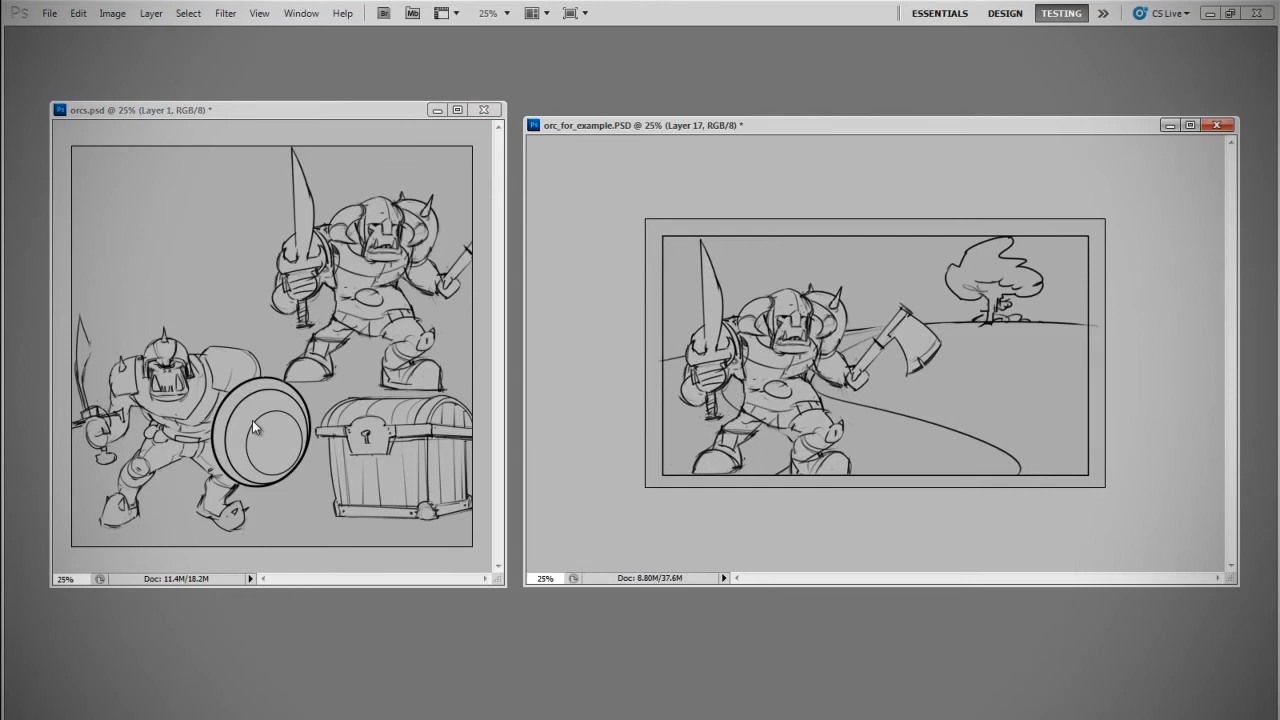 Ps File Edit Image Layer Select Filter View Window Help Br Mb 25% ESSENTIALS DESIGN TESTING CS Live
Ps orcs.psd @ 25% (Layer 1, RGB/8) *
25% Doc: 11.4M/18.2M
Ps orc_for_example.PSD @ 25% (Layer 17, RGB/8) *
25% Doc: 8.80M/37.6M